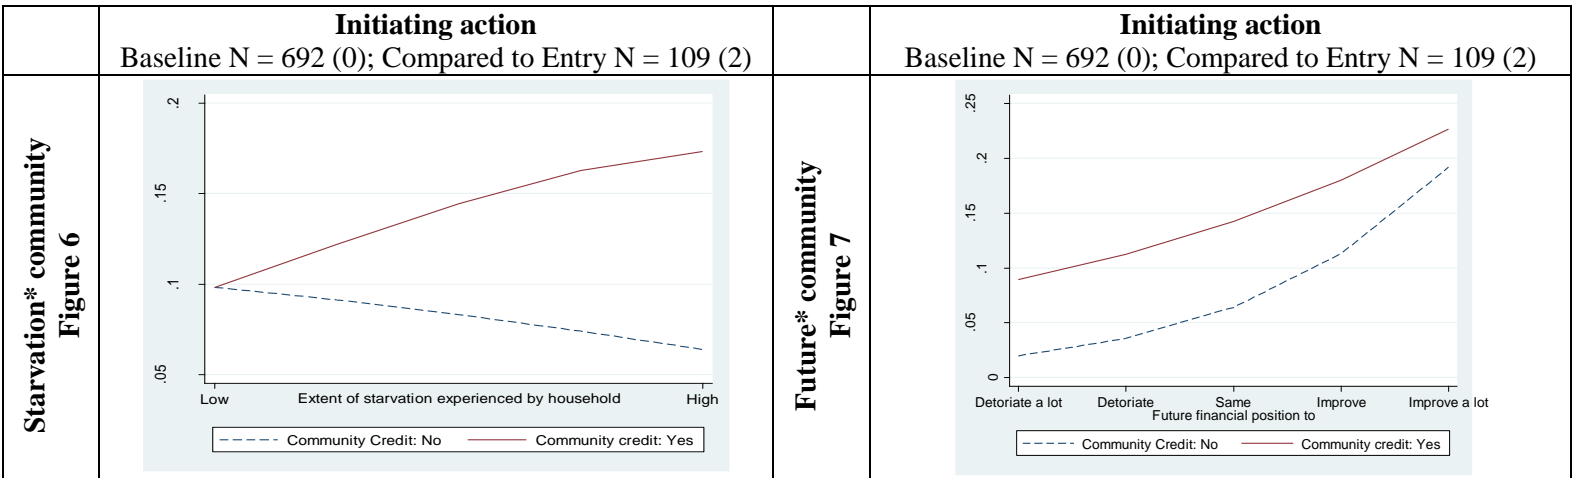 Initiating action
Baseline N = 692 (0); Compared to Entry N = 109 (2)
Initiating action
Baseline N = 692 (0); Compared to Entry N = 109 (2)
Starvation* community
Figure 6
.2
.15
.1
.05
Low
Extent of starvation experienced by household
High
Community Credit: No
Community credit: Yes
Future* community
Figure 7
.25
.2
.15
.1
.05
0
Detoriate a lot
Detoriate
Same
Improve
Improve a lot
Future financial position to
Community Credit: No
Community credit: Yes